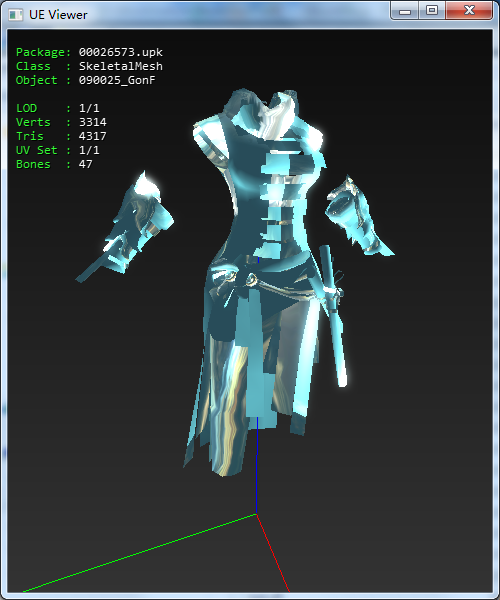 UE Viewer
Package: 00026573.upk
Class  : SkeletalMesh
Object : 090025_GonF
LOD    : 1/1
Verts  : 3314
Tris   : 4317
UV Set : 1/1
Bones  : 47